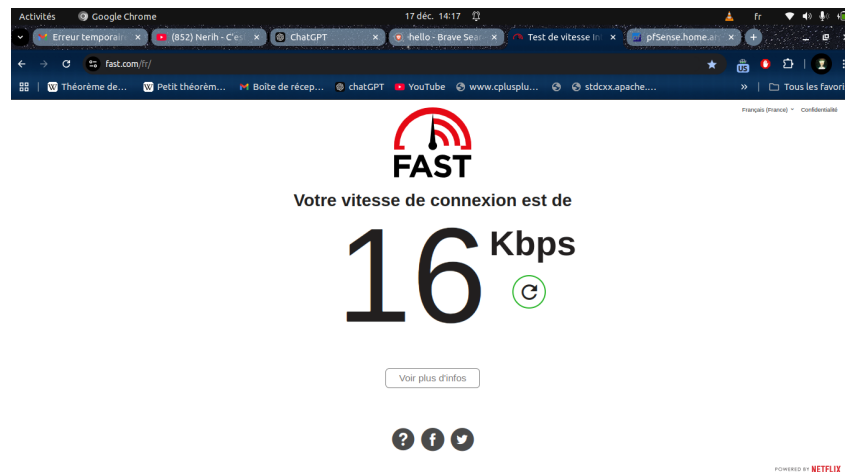 Activités Google Chrome 17 déc. 14:17 fr
Erreur temporair (852) Nerih - C'es ChatGPT hello - Brave Sear Test de vitesse In pfSense.home.ar
fast.com/fr/ US
W Théorème de... W Petit théorèm... Boîte de récep... chatGPT YouTube www.cplusplu... stdcxx.apache.... » Tous les favori
Français (France) Confidentialité
FAST
Votre vitesse de connexion est de
16 Kbps
Voir plus d'infos
? f
POWERED BY NETFLIX